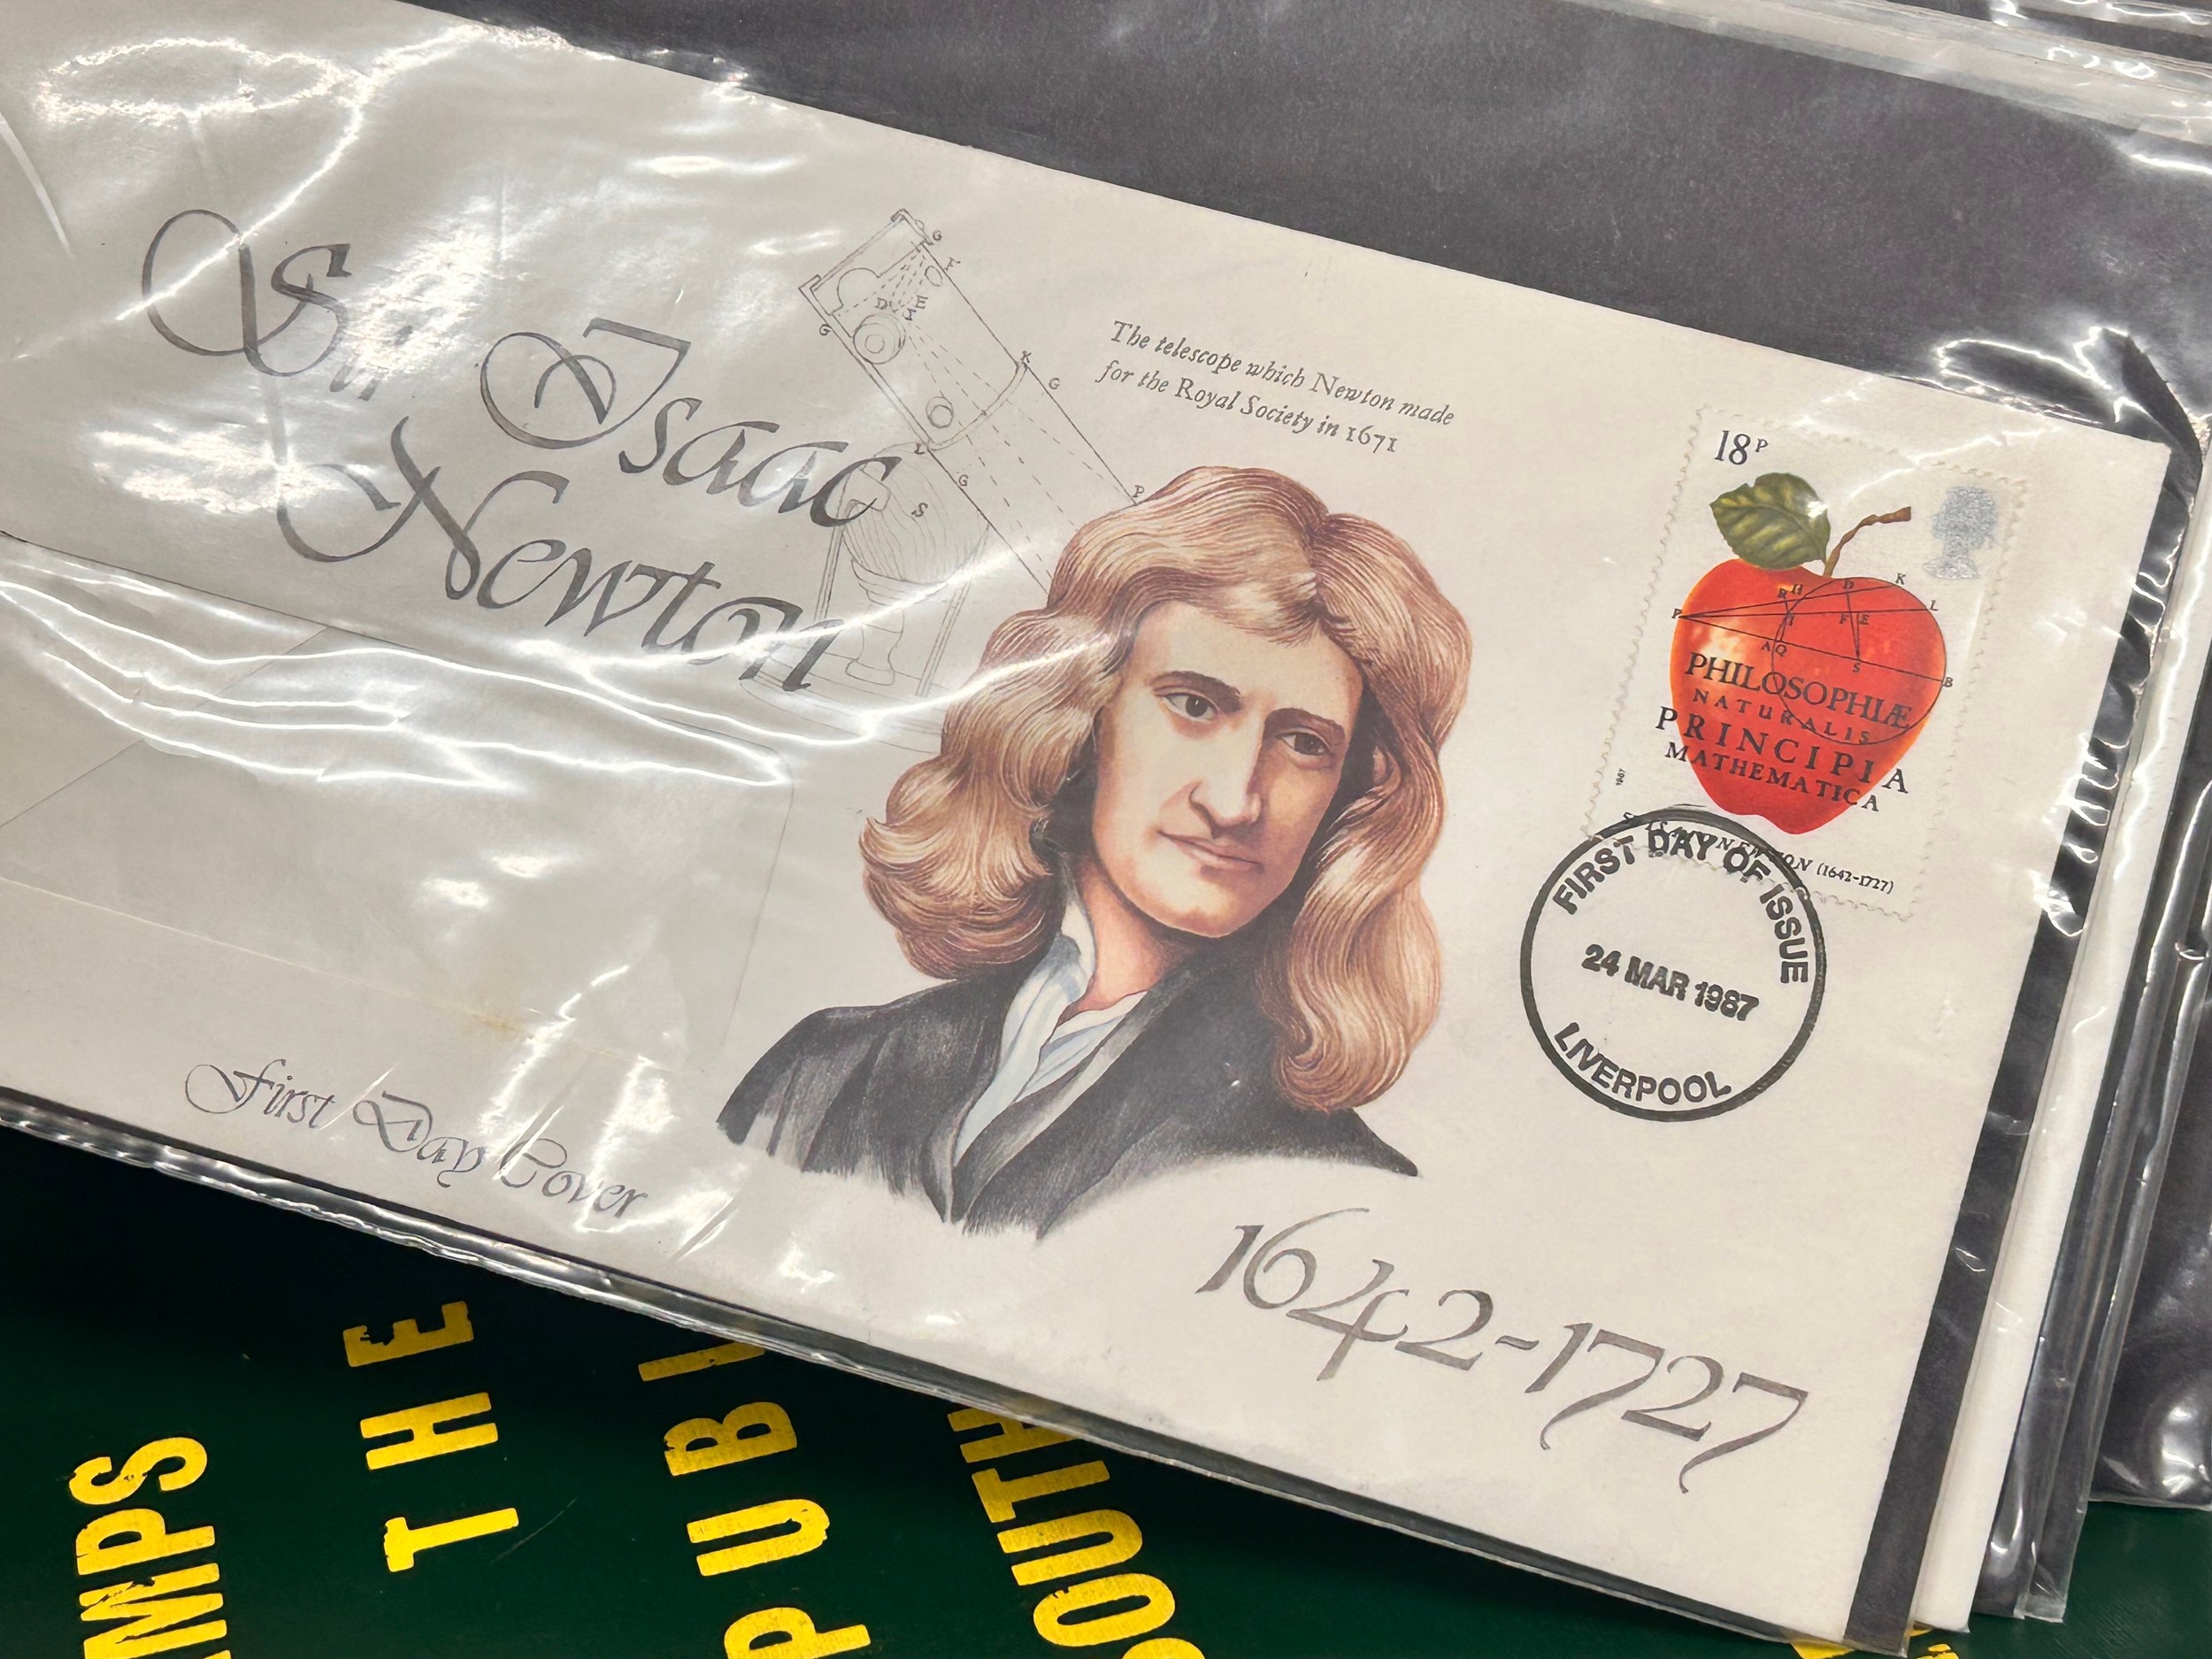 Sir Isaac
Newton
The telescope which Newton made
for the Royal Society in 1671
18P
PHILOSOPHIÆ
NATURALIS
PRINCIPIA
MATHEMATICA
1987
NEWTON (1642-1727)
FIRST DAY OF ISSUE
24 MAR 1987
LIVERPOOL
First Day Cover
1642-1727
THE